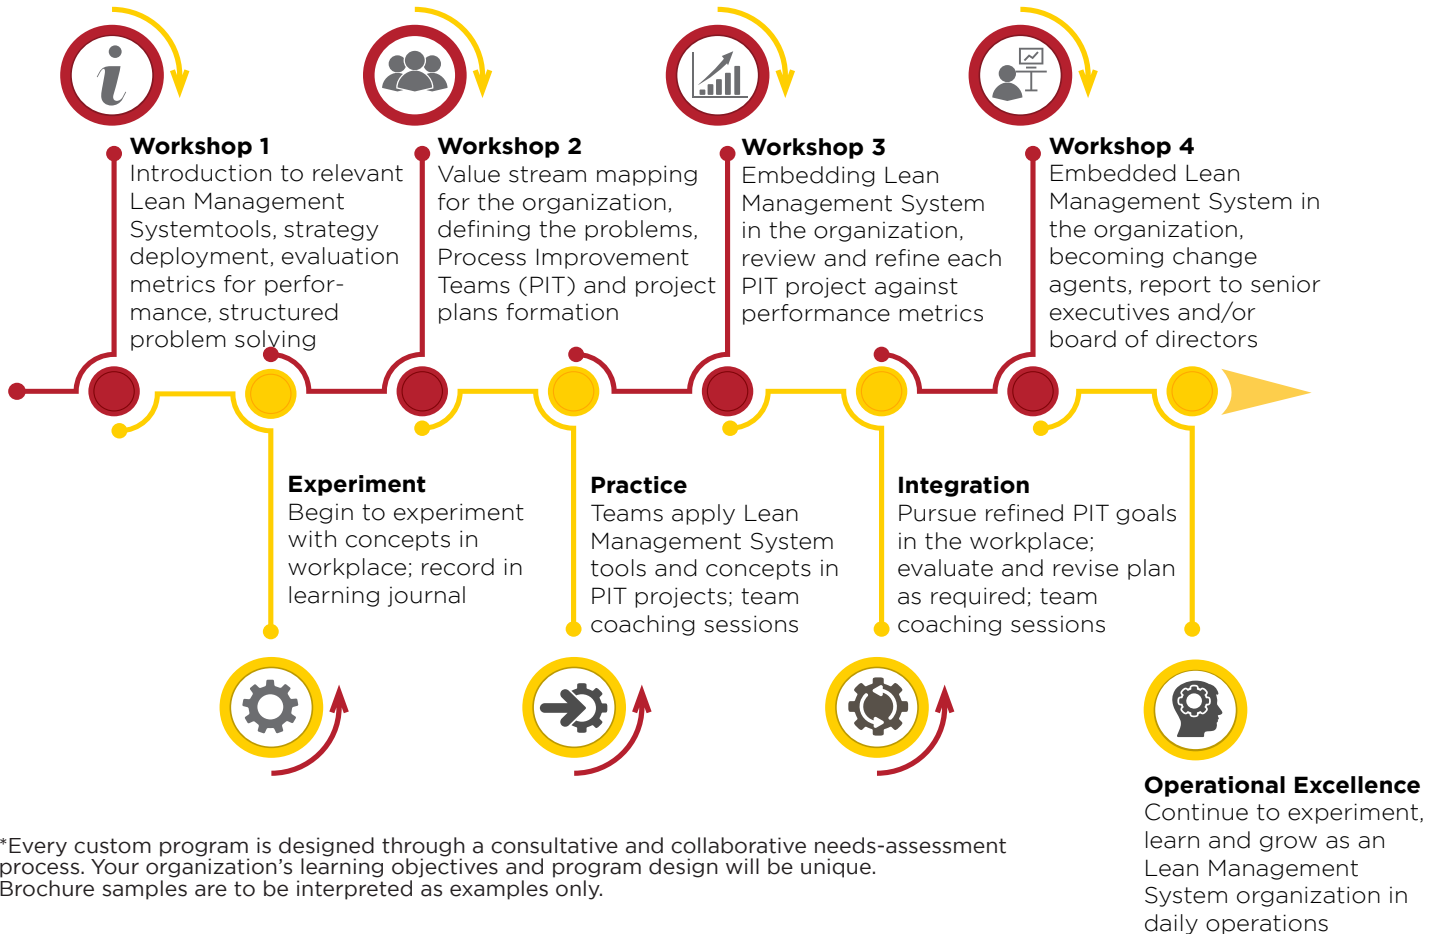 Workshop 1
Introduction to relevant
Lean Management
Systemtools, strategy
deployment, evaluation
metrics for perfor-
mance, structured
problem solving
Workshop 2
Value stream mapping
for the organization,
defining the problems,
Process Improvement
Teams (PIT) and project
plans formation
Workshop 3
Embedding Lean
Management System
in the organization,
review and refine each
PIT project against
performance metrics
Workshop 4
Embedded Lean
Management System in
the organization,
becoming change
agents, report to senior
executives and/or
board of directors
Experiment
Begin to experiment
with concepts in
workplace; record in
learning journal
Practice
Teams apply Lean
Management System
tools and concepts in
PIT projects; team
coaching sessions
Integration
Pursue refined PIT goals
in the workplace;
evaluate and revise plan
as required; team
coaching sessions
Operational Excellence
Continue to experiment,
learn and grow as an
Lean Management
System organization in
daily operations
*Every custom program is designed through a consultative and collaborative needs-assessment
process. Your organization’s learning objectives and program design will be unique.
Brochure samples are to be interpreted as examples only.